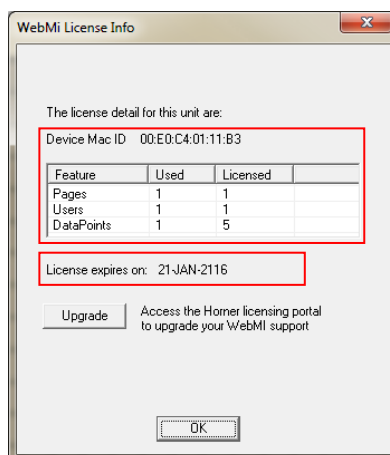 WebMi License Info
The license detail for this unit are:
Device Mac ID 00:E0:C4:01:11:B3
Feature Used Licensed
Pages 1 1
Users 1 1
DataPoints 1 5
License expires on: 21-JAN-2116
Upgrade
Access the Horner licensing portal
to upgrade your WebMI support
OK